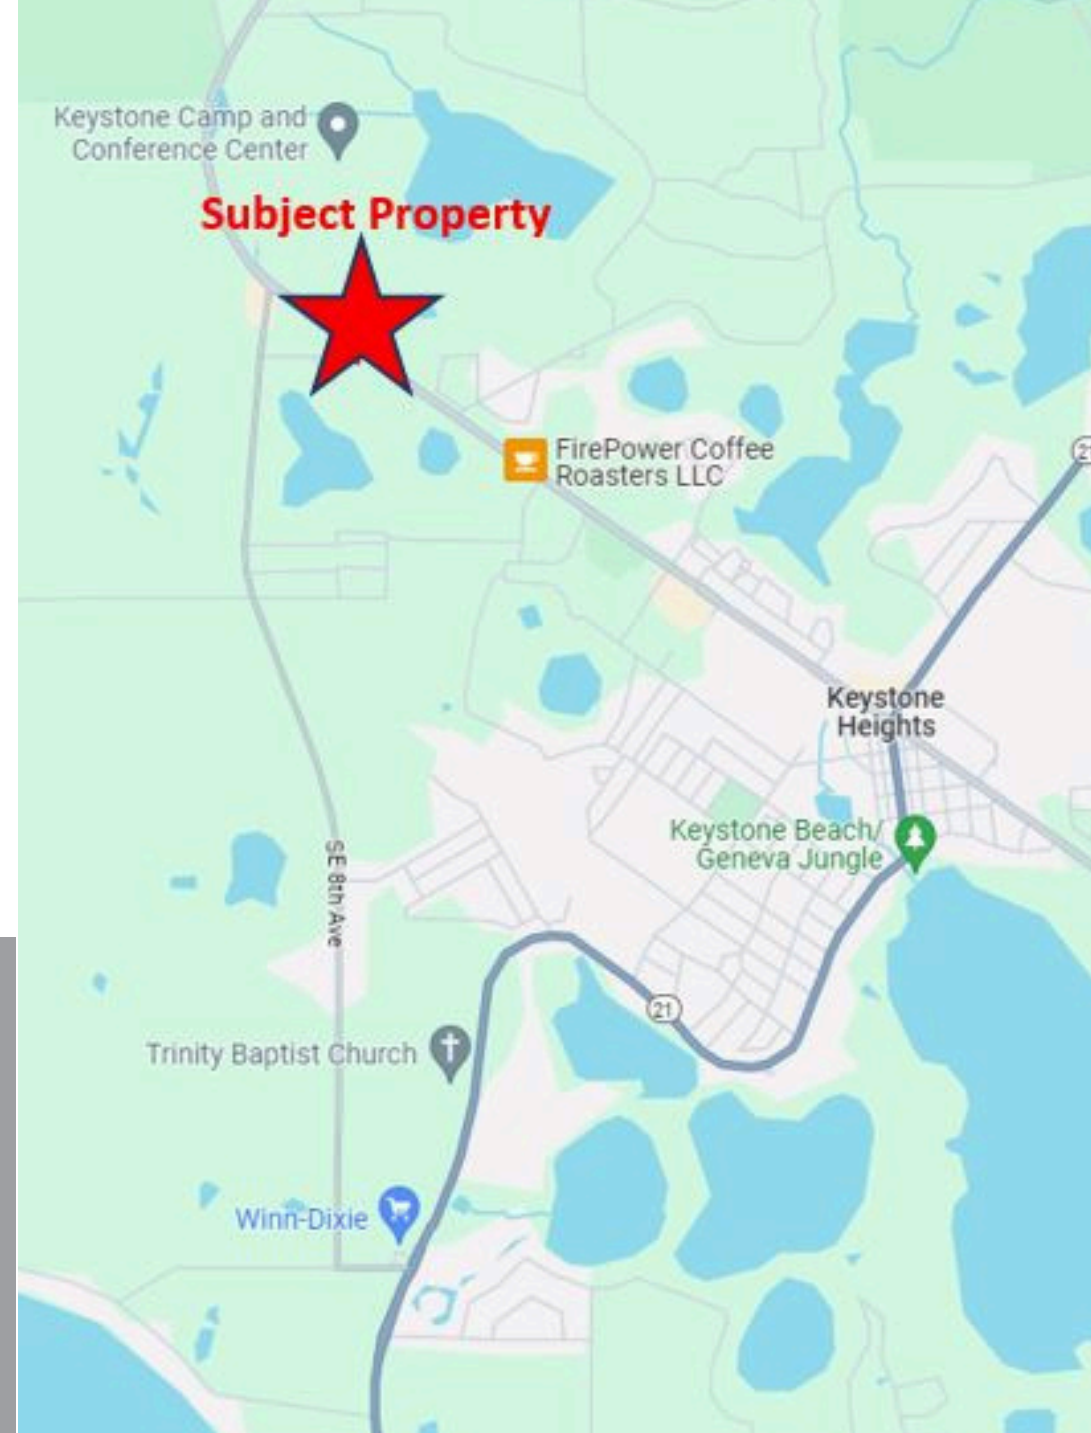 Keystone Camp and
Conference Center
Subject Property
FirePower Coffee
Roasters LLC
Keystone
Heights
Keystone Beach/
Geneva Jungle
SE 8th Ave
21
Trinity Baptist Church
Winn-Dixie